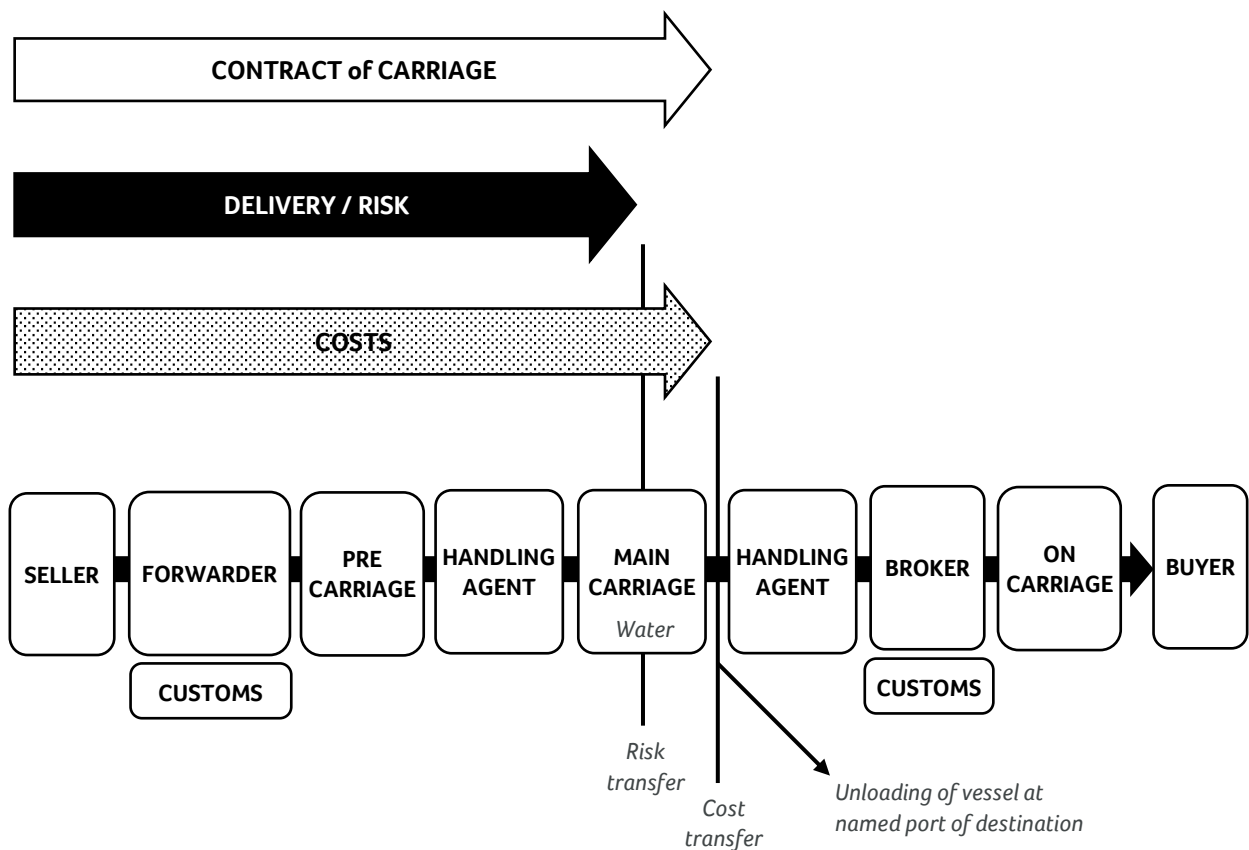 CONTRACT of CARRIAGE
DELIVERY / RISK
COSTS
SELLER
FORWARDER
PRE
CARRIAGE
HANDLING
AGENT
MAIN
CARRIAGE
Water
HANDLING
AGENT
BROKER
ON
CARRIAGE
BUYER
CUSTOMS
CUSTOMS
Risk
transfer
Cost
transfer
Unloading of vessel at
named port of destination